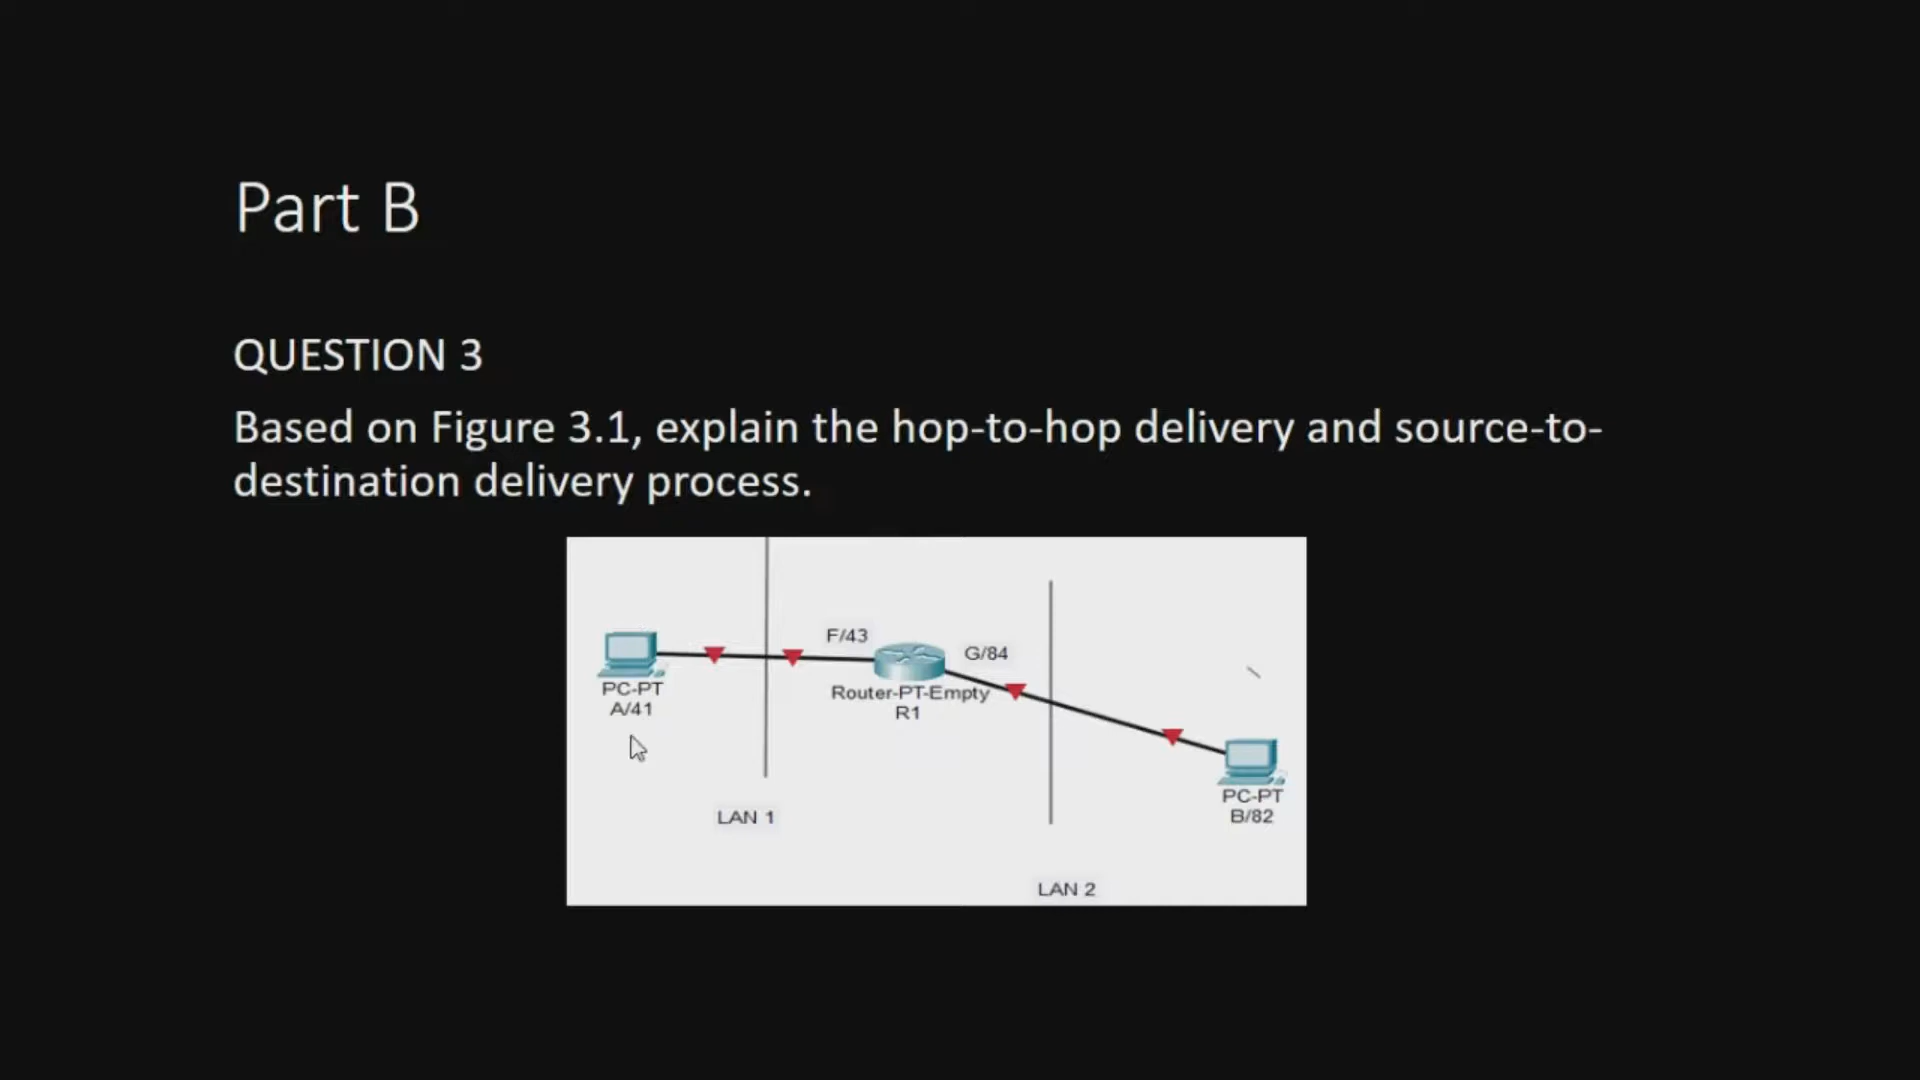 Part B
QUESTION 3
Based on Figure 3.1, explain the hop-to-hop delivery and source-to-
destination delivery process.
F/43
G/84
PC-PT
A/41
Router-PT-Empty
R1
PC-PT
B/82
LAN 1
LAN 2